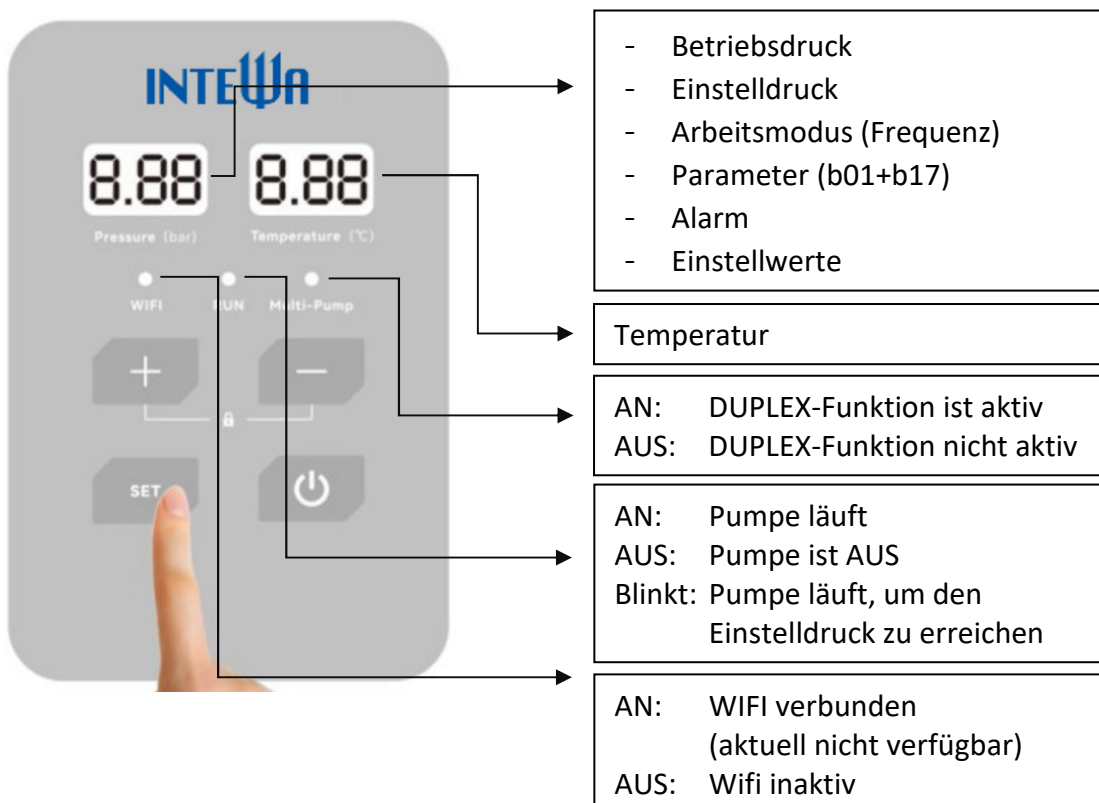 INTEWA
8.88 8.88
Pressure (bar) Temperature (℃)
WIFI RUN Multi-Pump
+ −
SET
- Betriebsdruck
- Einstelldruck
- Arbeitsmodus (Frequenz)
- Parameter (b01+b17)
- Alarm
- Einstellwerte
Temperatur
AN: DUPLEX-Funktion ist aktiv
AUS: DUPLEX-Funktion nicht aktiv
AN: Pumpe läuft
AUS: Pumpe ist AUS
Blinkt: Pumpe läuft, um den
Einstelldruck zu erreichen
AN: WIFI verbunden
(aktuell nicht verfügbar)
AUS: Wifi inaktiv